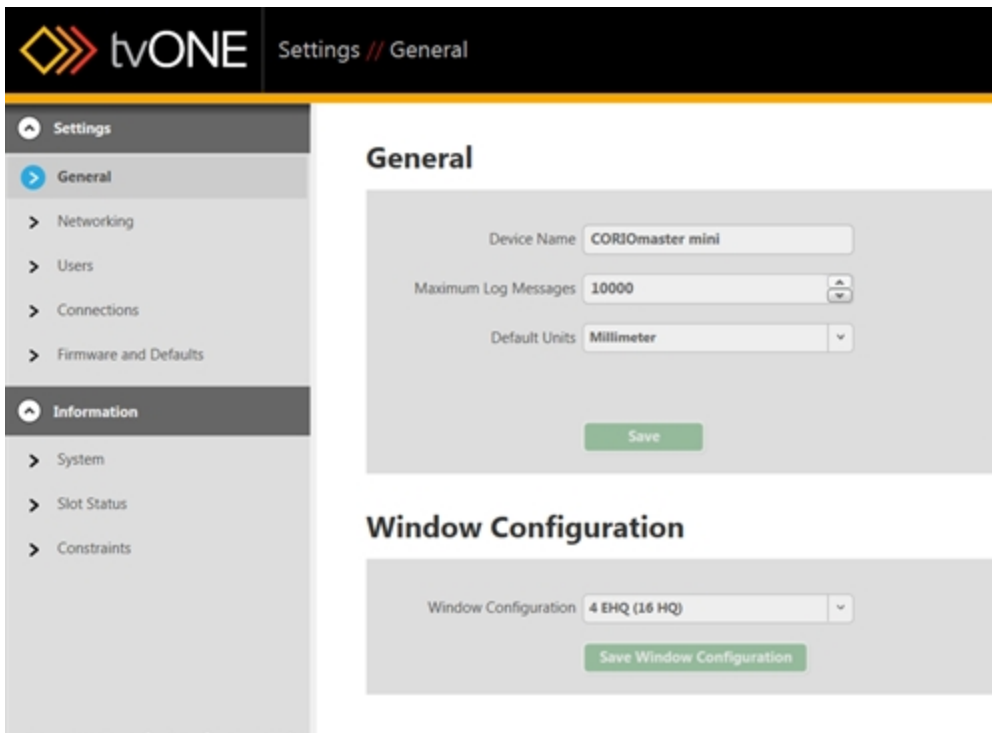 tvONE
Settings // General
Settings
General
Networking
Users
Connections
Firmware and Defaults
Information
System
Slot Status
Constraints
General
Device Name CORIOmaster mini
Maximum Log Messages 10000
Default Units Millimeter
Save
Window Configuration
Window Configuration 4 EHQ (16 HQ)
Save Window Configuration